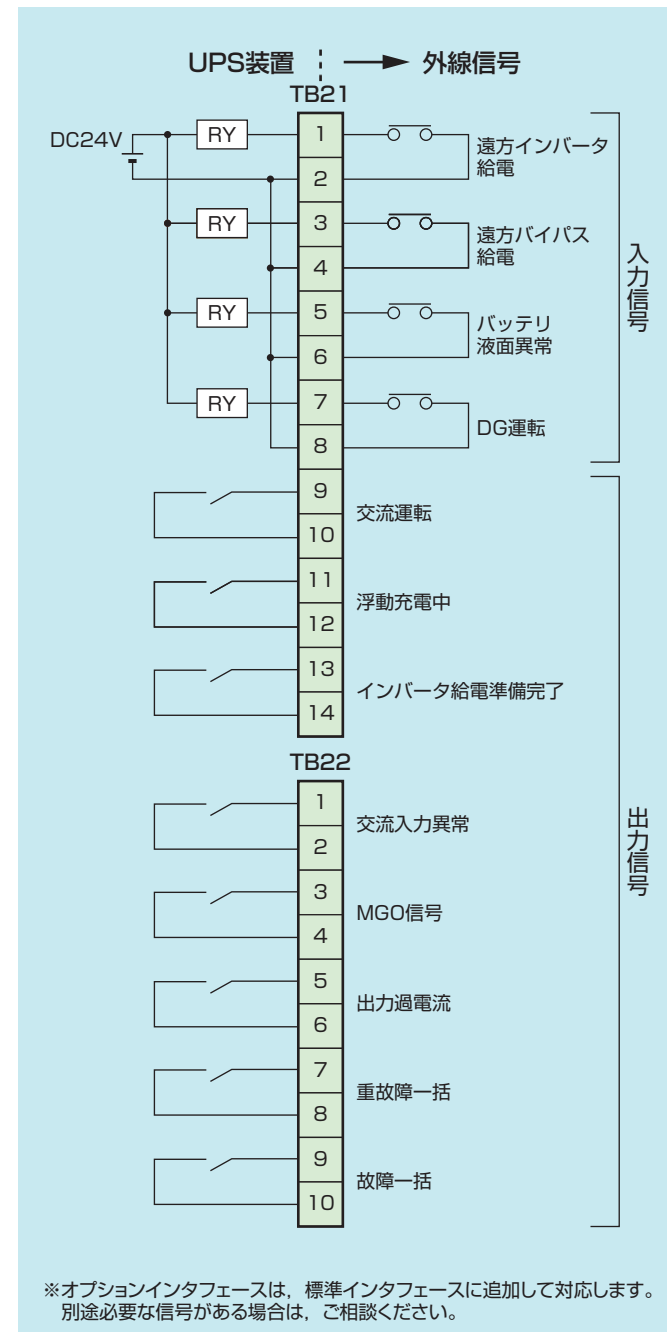 UPS装置 外線信号
TB21
DC24V
RY 1
2
遠方インバータ
給電
RY 3
4
遠方バイパス
給電
RY 5
6
バッテリ
液面異常
RY 7
8
DG運転
入力信号
9
10
交流運転
11
12
浮動充電中
13
14
インバータ給電準備完了
TB22
1
2
交流入力異常
3
4
MGO信号
5
6
出力過電流
7
8
重故障一括
9
10
故障一括
出力信号
※オプションインタフェースは，標準インタフェースに追加して対応します。
別途必要な信号がある場合は，ご相談ください。